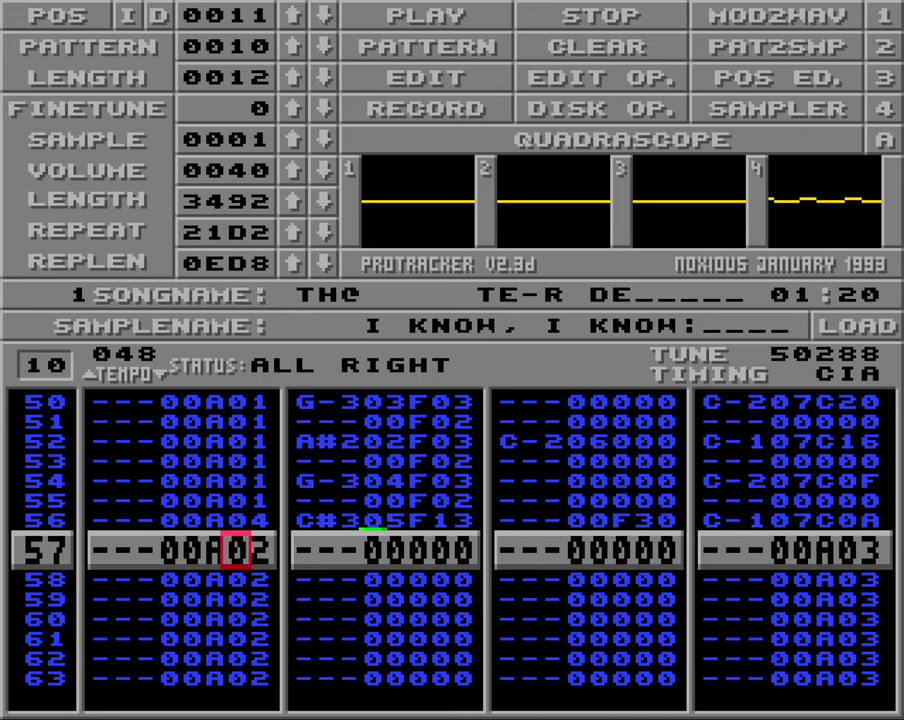 POS I D 0011 PLAY STOP MOD2WAV 1
PATTERN 0010 PATTERN CLEAR PAT2SMP 2
LENGTH 0012 EDIT EDIT OP. POS ED. 3
FINETUNE 0 RECORD DISK OP. SAMPLER 4
SAMPLE 0001 QUADRASCOPE A
VOLUME 0040 1 2 3 4
LENGTH 3492
REPEAT 21D2
REPLEN 0ED8 PROTRACKER V2.3d NOXIOUS JANUARY 1993
1 SONGNAME: TH@ TE-R DE_____ 01:20
SAMPLENAME: I KNOW, I KNOW:____ LOAD
10 048 TEMPO STATUS: ALL RIGHT TUNE 50288
TIMING CIA
50 ---00A01 G-303F03 ---00000 C-207C20
51 ---00A01 ---00F02 ---00000 ---00000
52 ---00A01 A#202F03 C-206000 C-107C16
53 ---00A01 ---00F02 ---00000 ---00000
54 ---00A01 G-304F03 ---00000 C-207C0F
55 ---00A01 ---00F02 ---00000 ---00000
56 ---00A04 C#305F13 ---00F30 C-107C0A
57 ---00A02 ---00000 ---00000 ---00A03
58 ---00A02 ---00000 ---00000 ---00A03
59 ---00A02 ---00000 ---00000 ---00A03
60 ---00A02 ---00000 ---00000 ---00A03
61 ---00A02 ---00000 ---00000 ---00A03
62 ---00A02 ---00000 ---00000 ---00A03
63 ---00A02 ---00000 ---00000 ---00A03